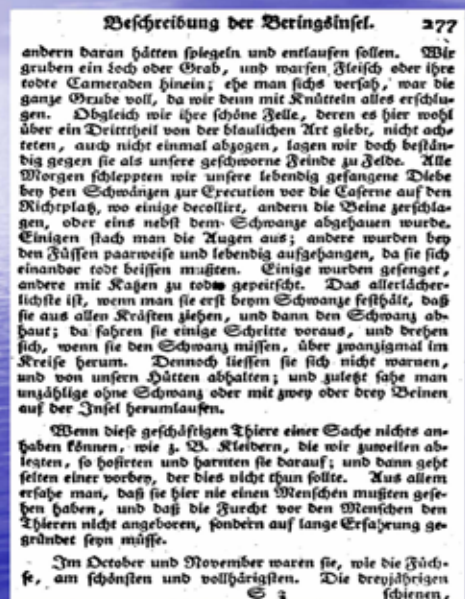 Beschreibung der Beringsinsel. 277
andern daran hätten spiegeln und entlaufen sollen. Wir
gruben ein Loch oder Grab, und warfen Fleisch oder ihre
todte Cameraden hinein; ehe man sichs versah, war die
ganze Grube voll, da wir denn mit Knütteln alles erschlu-
gen. Obgleich wir ihre schöne Felle, deren es hier wohl
über ein Drittheil von der blaulichen Art giebt, nicht ach-
teten, auch nicht einmal abzogen, lagen wir doch bestän-
dig gegen sie als unsere geschworne Feinde zu Felde. Alle
Morgen schleppten wir unsere lebendig gefangene Diebe
bey den Schwänzen zur Execution vor die Caserne auf den
Richtplatz, wo einige decollirt, andern die Beine zerschla-
gen, oder eins nebst dem Schwanze abgehauen wurde.
Einigen stach man die Augen aus; andere wurden bey
den Füssen paarweise und lebendig aufgehangen, da sie sich
einander todt beissen mußten. Einige wurden gesenget,
andere mit Katzen zu tode gepeitscht. Das allerlächer-
lichste ist, wenn man sie erst beym Schwanze festhält, daß
sie aus allen Kräften ziehen, und dann den Schwanz ab-
haut; da fahren sie einige Schritte voraus, und drehen
sich, wenn sie den Schwanz missen, über zwanzigmal im
Kreise herum. Dennoch liessen sie sich nicht warnen,
und von unsern Hütten abhalten; und zuletzt sahe man
unzählige ohne Schwanz oder mit zwey oder drey Beinen
auf der Insel herumlaufen.
Wenn diese geschäftigen Thiere einer Sache nichts an-
haben können, wie z. B. Kleidern, die wir zuweilen ab-
legten, so hofirten und harnten sie darauf; und dann geht
selten einer vorbey, der dies nicht thun sollte. Aus allem
ersahe man, daß sie hier nie einen Menschen mußten gese-
hen haben, und daß die Furcht vor den Menschen den
Thieren nicht angeboren, sondern auf lange Erfahrung ge-
gründet seyn müsse.
Im October und November waren sie, wie die Füch-
se, am schönsten und vollhärigsten. Die dreyjährigen
S 3 schienen,